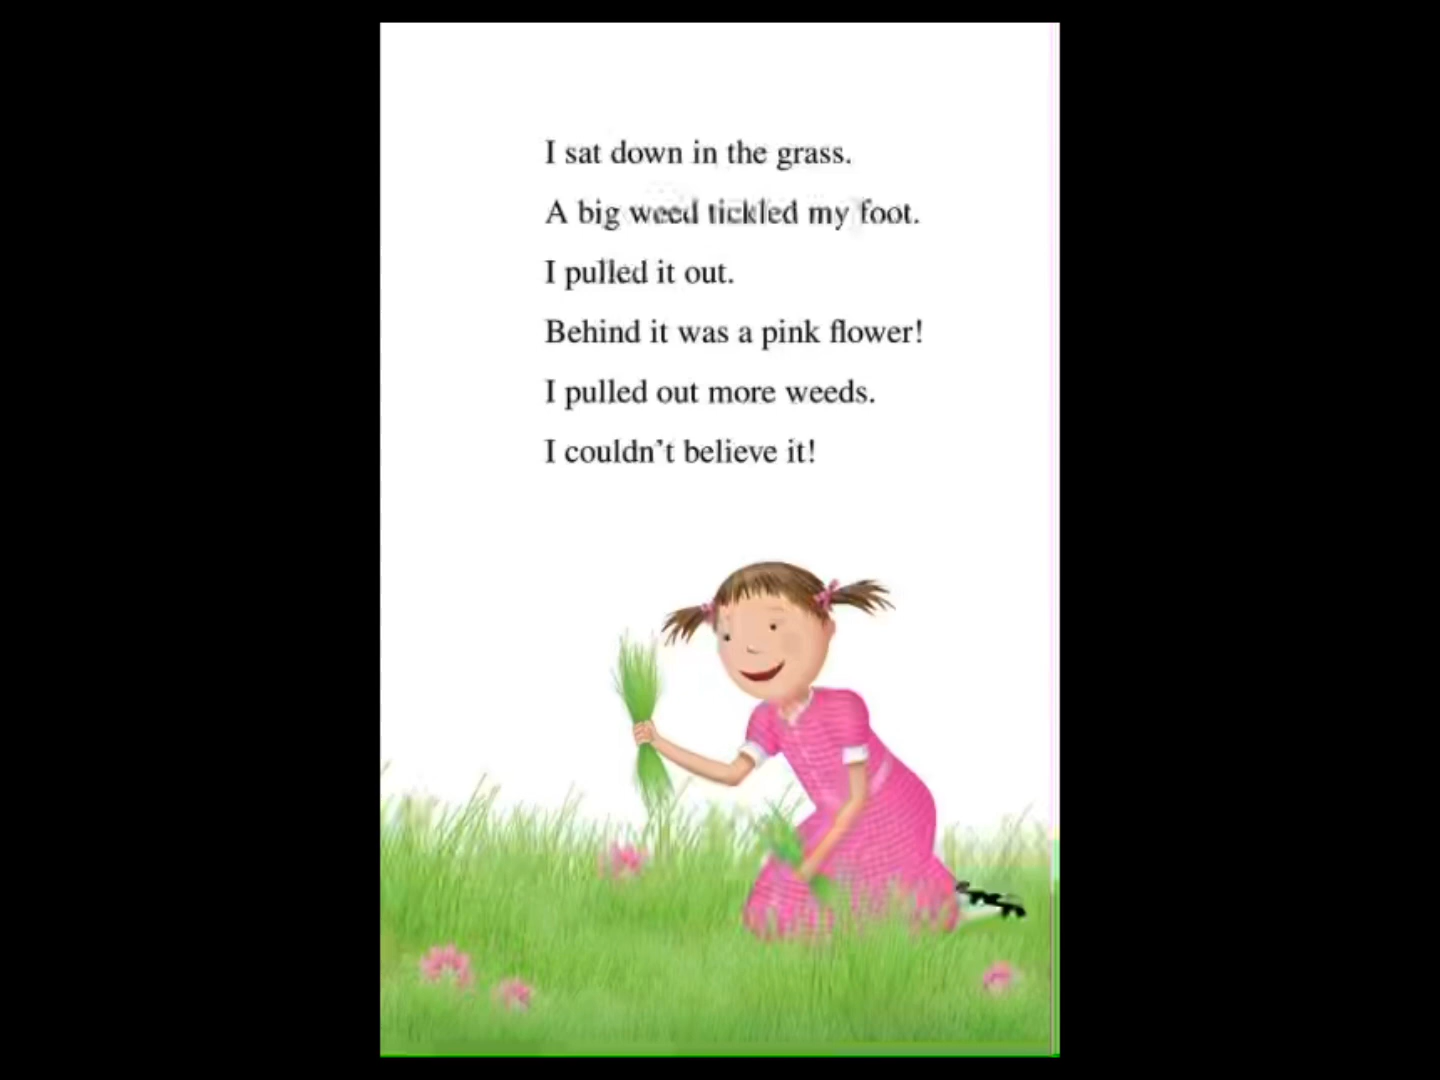 I sat down in the grass.
A big weed tickled my foot.
I pulled it out.
Behind it was a pink flower!
I pulled out more weeds.
I couldn't believe it!